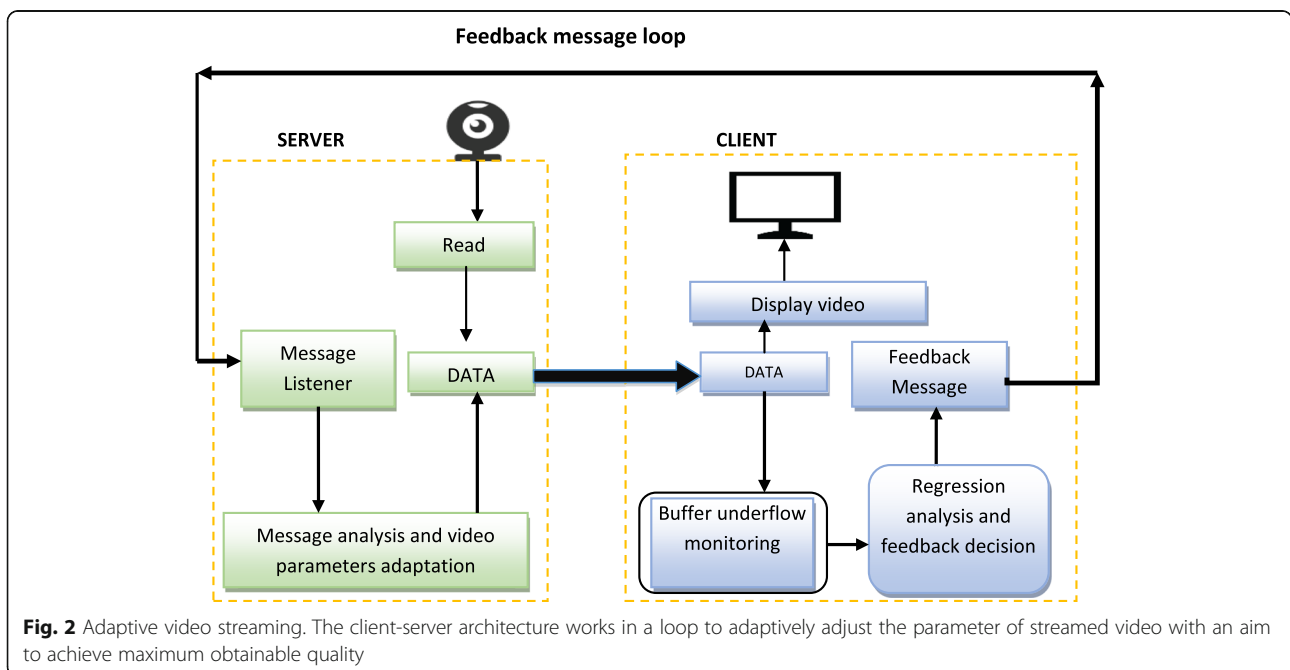 Feedback message loop
SERVER
CLIENT
Read
Display video
Message
Listener
DATA
DATA
Feedback
Message
Message analysis and video
parameters adaptation
Buffer underflow
monitoring
Regression
analysis and
feedback decision
Fig. 2 Adaptive video streaming. The client-server architecture works in a loop to adaptively adjust the parameter of streamed video with an aim
to achieve maximum obtainable quality